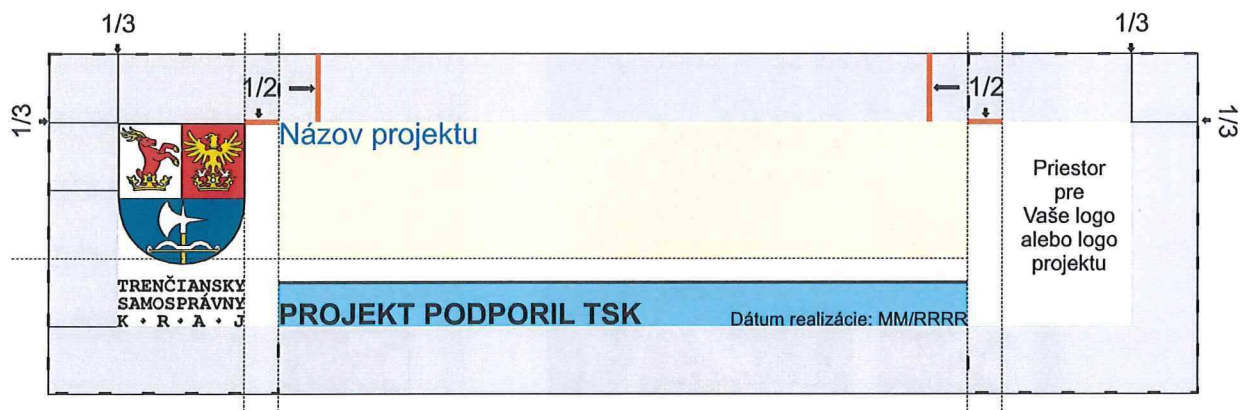 1/3
1/3
1/2
1/2
1/3
1/3
Názov projektu
Priestor
pre
Vaše logo
alebo logo
projektu
TRENČIANSKY
SAMOSPRÁVNY
K • R • A • J
PROJEKT PODPORIL TSK
Dátum realizácie: MM/RRRR